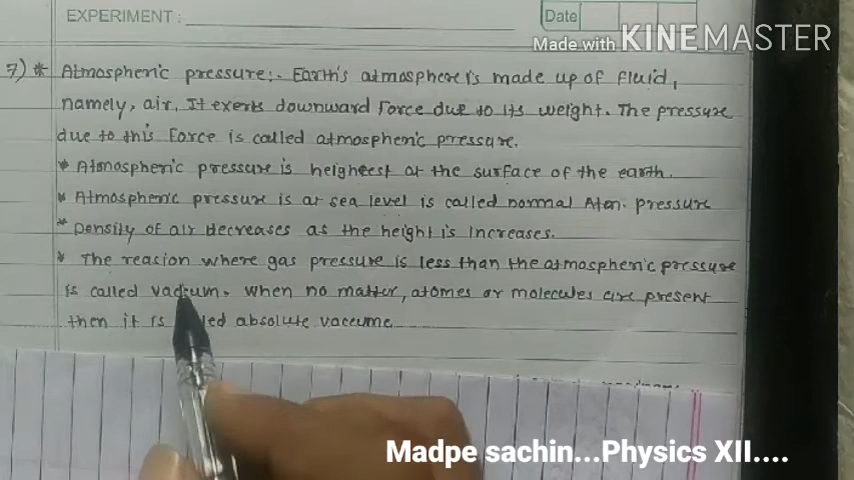 EXPERIMENT :
Date
Made with KINEMASTER
7) * Atmospheric pressure:- Earth's atmosphere is made up of fluid,
namely, air. It exerts downward force due to its weight. The pressure
due to this force is called atmospheric pressure.
* Atmospheric pressure is heigheest at the surface of the earth.
* Atmospheric pressure is at sea level is called normal Atm. pressure
* Density of air decreases as the height is increases.
* The reasion where gas pressure is less than the atmospheric pressure
is called vacuum. When no matter, atomes or molecules are present
then it is absolute vaceume
Madpe sachin...Physics XII....